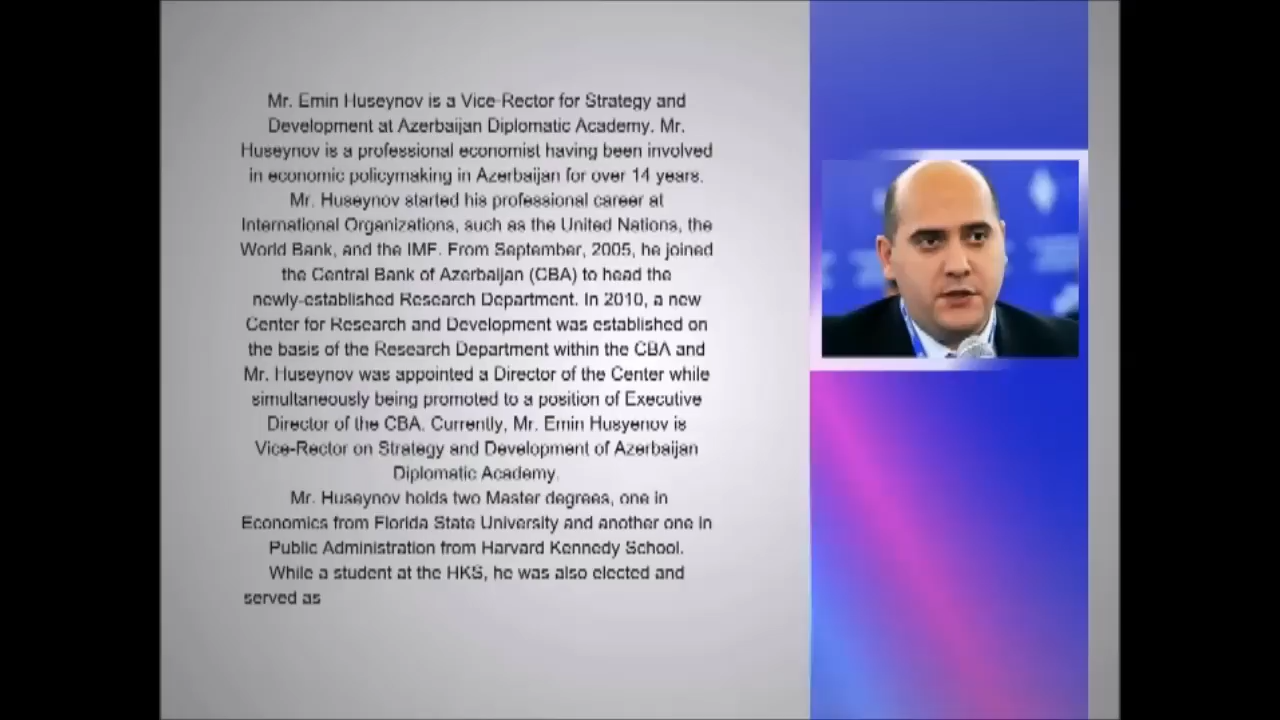 Mr. Emin Huseynov is a Vice-Rector for Strategy and
Development at Azerbaijan Diplomatic Academy. Mr.
Huseynov is a professional economist having been involved
in economic policymaking in Azerbaijan for over 14 years.
Mr. Huseynov started his professional career at
International Organizations, such as the United Nations, the
World Bank, and the IMF. From September, 2005, he joined
the Central Bank of Azerbaijan (CBA) to head the
newly-established Research Department. In 2010, a new
Center for Research and Development was established on
the basis of the Research Department within the CBA and
Mr. Huseynov was appointed a Director of the Center while
simultaneously being promoted to a position of Executive
Director of the CBA. Currently, Mr. Emin Husyenov is
Vice-Rector on Strategy and Development of Azerbaijan
Diplomatic Academy.
Mr. Huseynov holds two Master degrees, one in
Economics from Florida State University and another one in
Public Administration from Harvard Kennedy School.
While a student at the HKS, he was also elected and
served as